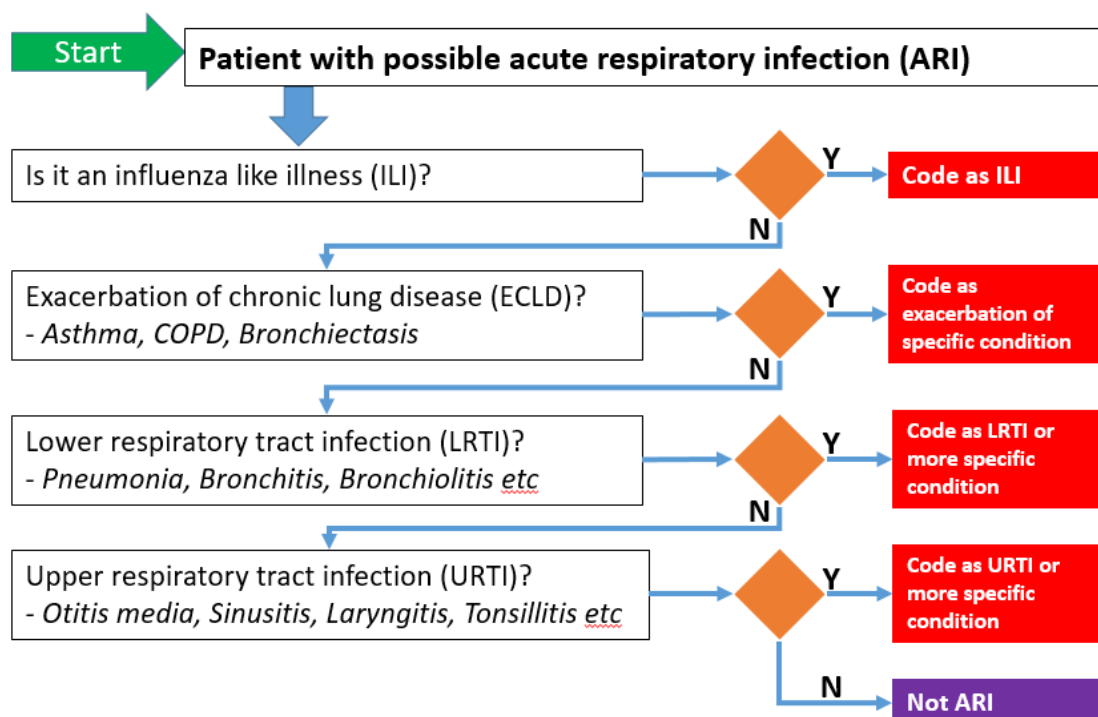 Start
Patient with possible acute respiratory infection (ARI)
Is it an influenza like illness (ILI)?
Y
Code as ILI
N
Exacerbation of chronic lung disease (ECLD)?
- Asthma, COPD, Bronchiectasis
Y
Code as
exacerbation of
specific condition
N
Lower respiratory tract infection (LRTI)?
- Pneumonia, Bronchitis, Bronchiolitis etc
Y
Code as LRTI or
more specific
condition
N
Upper respiratory tract infection (URTI)?
- Otitis media, Sinusitis, Laryngitis, Tonsillitis etc
Y
Code as URTI or
more specific
condition
N
Not ARI